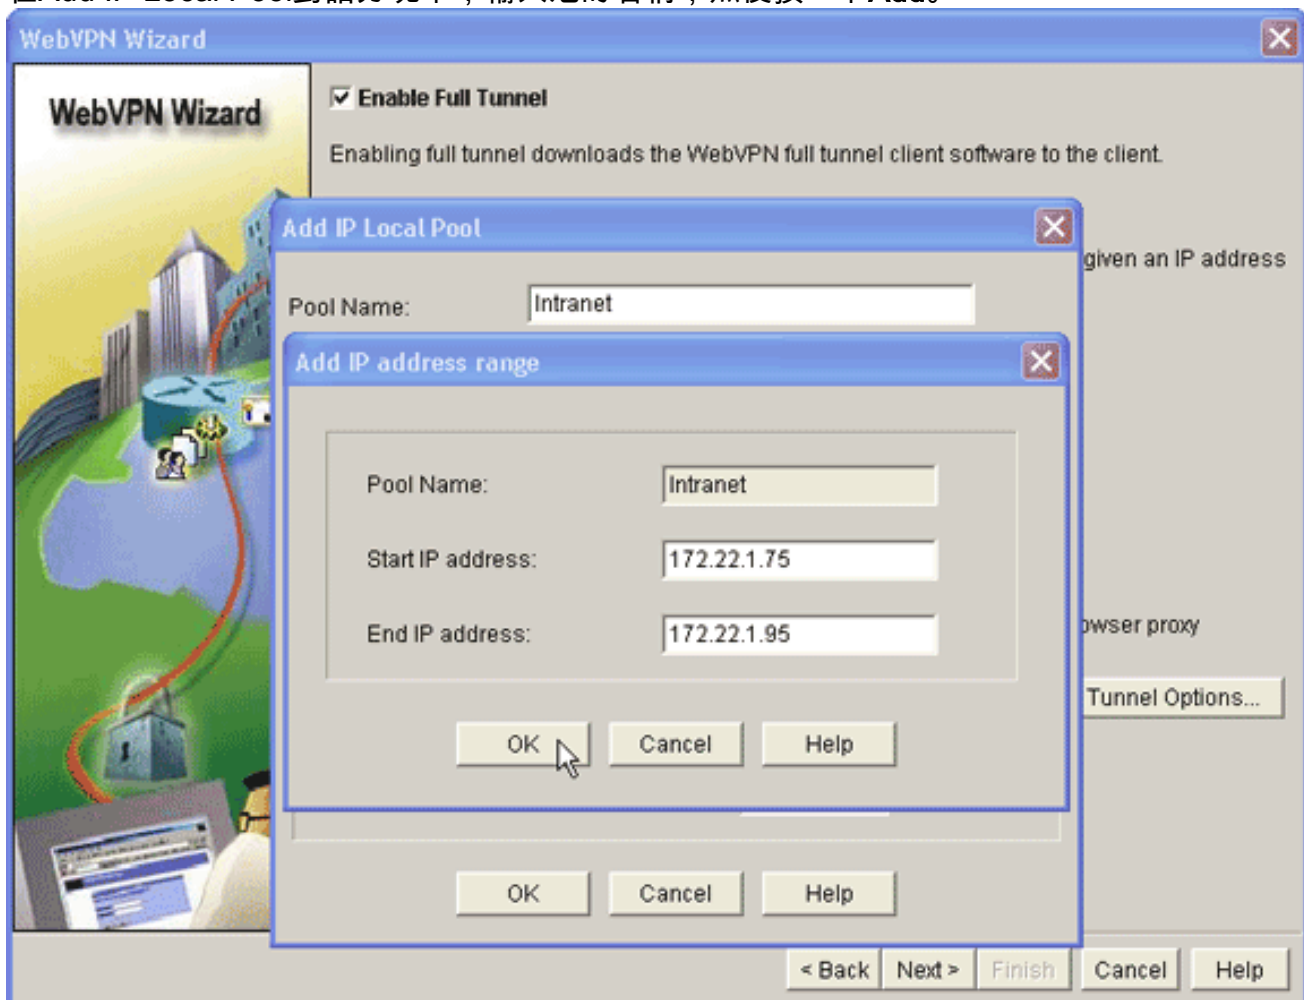 WebVPN Wizard
WebVPN Wizard
Enable Full Tunnel
Enabling full tunnel downloads the WebVPN full tunnel client software to the client.
Add IP Local Pool
given an IP address
Pool Name: Intranet
Add IP address range
Pool Name: Intranet
Start IP address: 172.22.1.75
End IP address: 172.22.1.95
owser proxy
Tunnel Options...
OK Cancel Help
OK Cancel Help
< Back Next > Finish Cancel Help